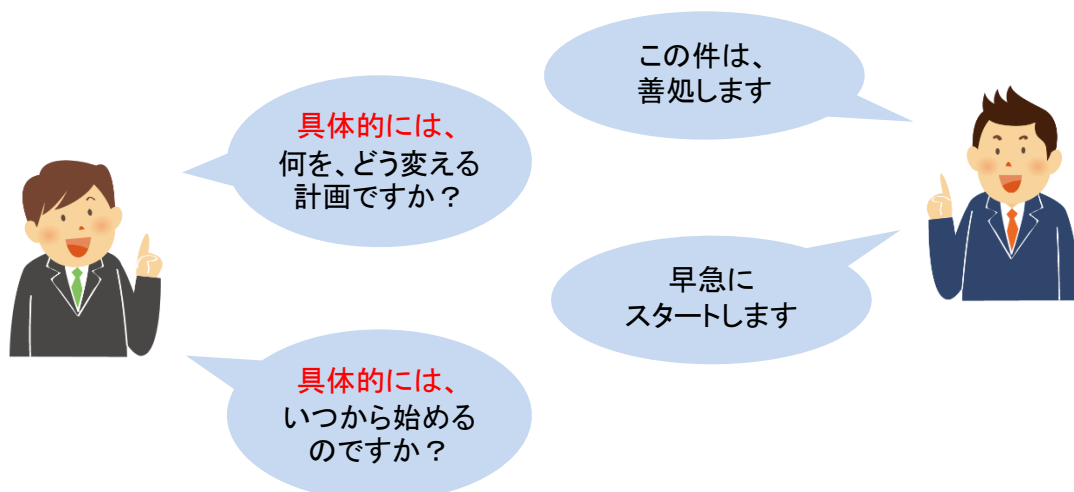 この件は、
善処します
具体的には、
何を、どう変える
計画ですか？
早急に
スタートします
具体的には、
いつから始める
のですか？